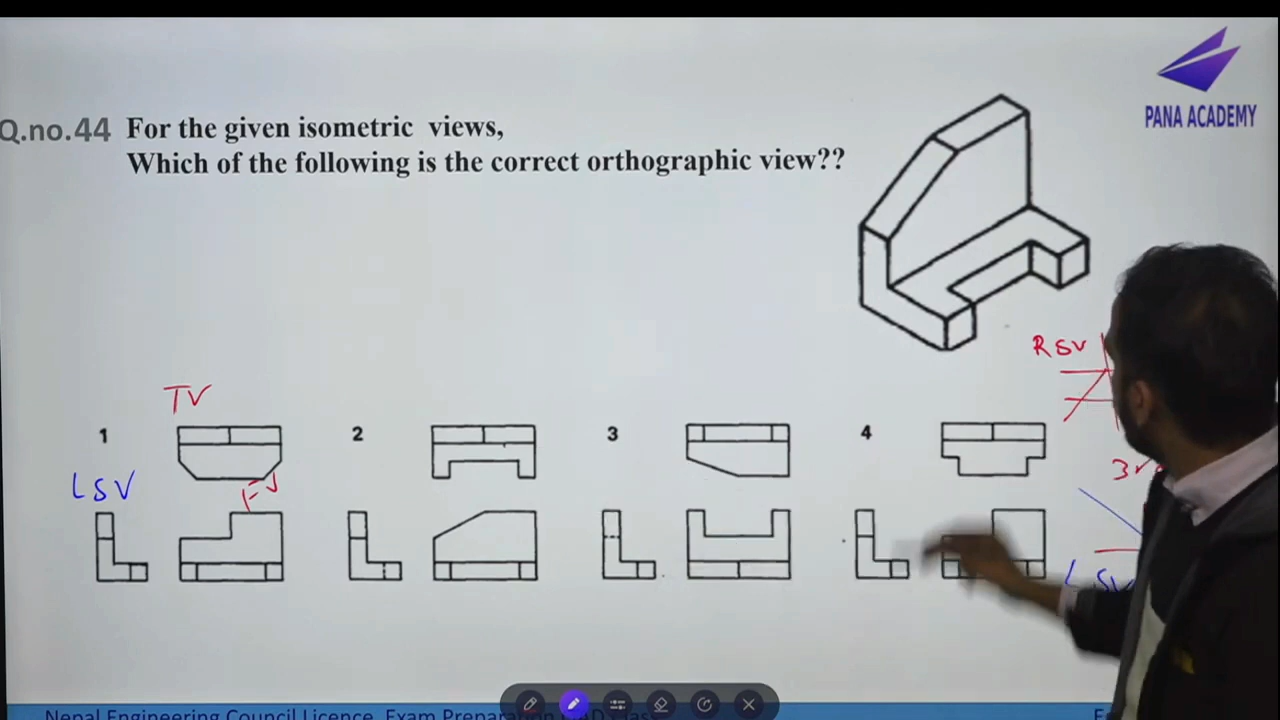 PANA ACADEMY
Q.no.44 For the given isometric views,
Which of the following is the correct orthographic view??
RSV
TV
1
2
3
4
LSV
FV
Nepal Engineering Council Licence Exam